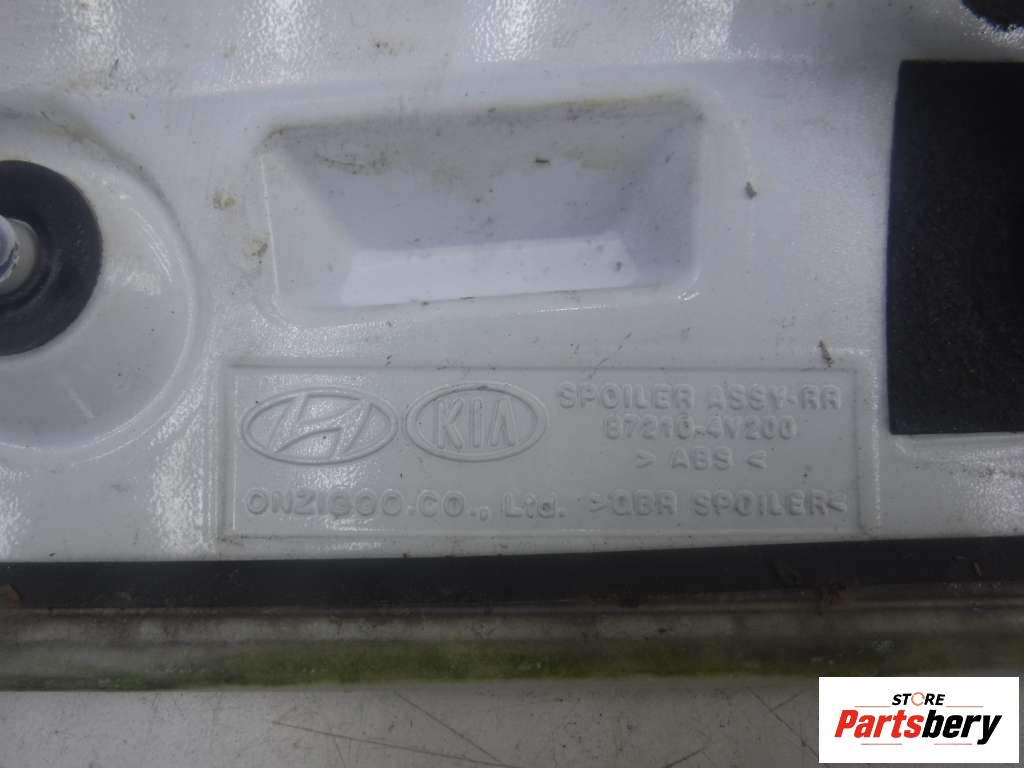 KIA
SPOILER ASSY-RR
87210-4Y200
> ABS <
ONZIGOO.CO., Ltd. >QBR SPOILER<
STORE
Partsbery